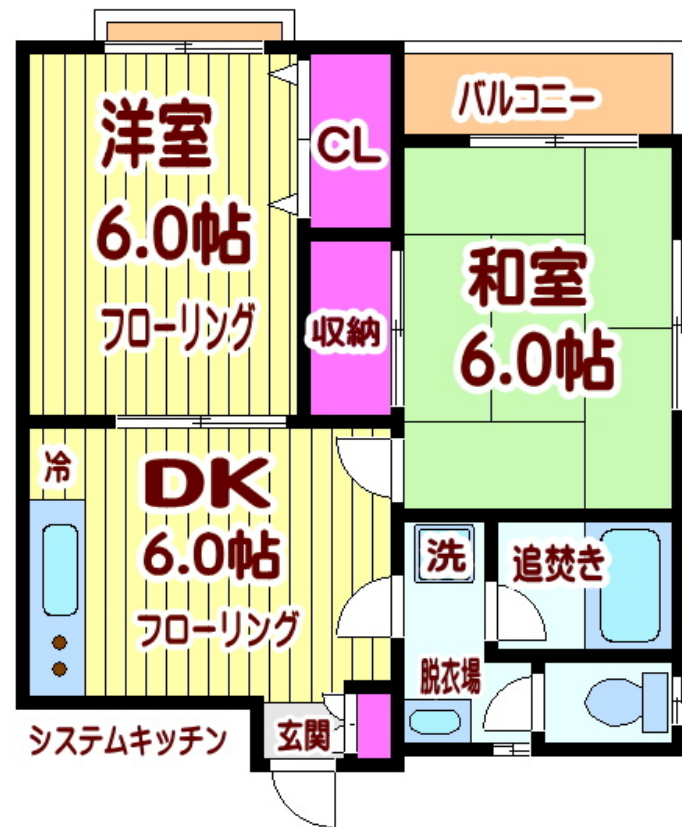 洋室
6.0帖
フローリング
CL
収納
バルコニー
和室
6.0帖
冷
DK
6.0帖
フローリング
洗
追焚き
脱衣場
システムキッチン
玄関